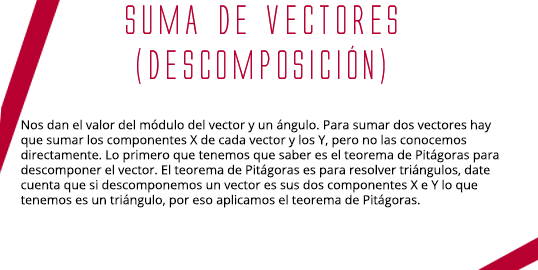 SUMA DE VECTORES
(DESCOMPOSICIÓN)
Nos dan el valor del módulo del vector y un ángulo. Para sumar dos vectores hay
que sumar los componentes X de cada vector y los Y, pero no las conocemos
directamente. Lo primero que tenemos que saber es el teorema de Pitágoras para
descomponer el vector. El teorema de Pitágoras es para resolver triángulos, date
cuenta que si descomponemos un vector es sus dos componentes X e Y lo que
tenemos es un triángulo, por eso aplicamos el teorema de Pitágoras.